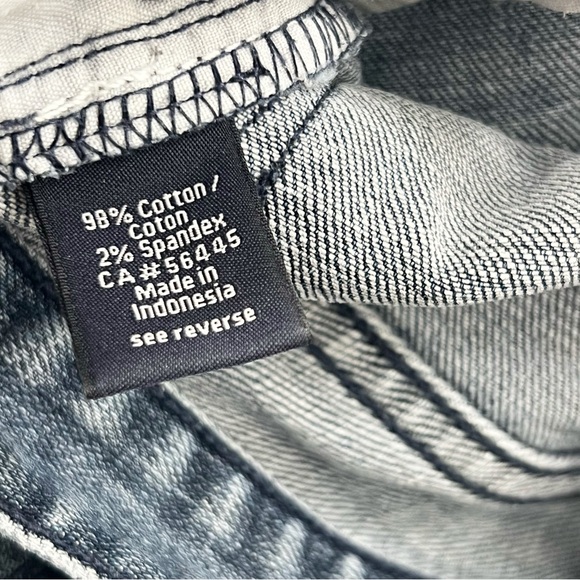 98% Cotton /
Coton
2% Spandex
CA#56445
Made in
Indonesia
see reverse